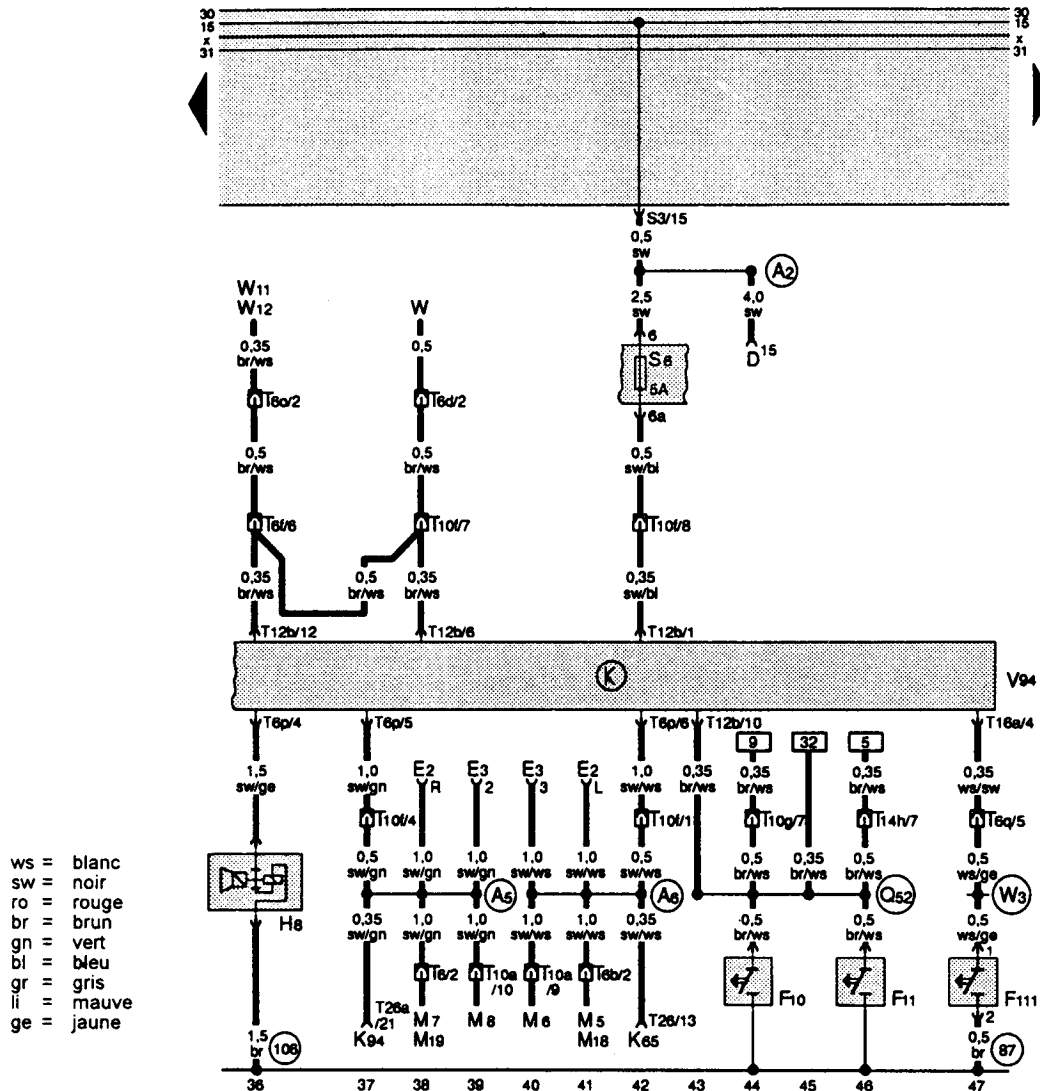 30 30
15 15
x x
31 31
S3/15
0,5
sw
A2
W11
W12 W
2,5 4,0
sw sw
0,35 0,5
br/ws
6
D 15
S6
5A
6a
T6o/2 T6d/2
0,5 0,5 0,5
br/ws br/ws sw/bl
T6f/6 T10f/7 T10f/8
0,35 0,5 0,35 0,35
br/ws br/ws br/ws sw/bl
T12b/12 T12b/6 T12b/1
K
V94
T6p/4 T6p/5 T6p/6 T12b/10 T16a/4
9 32 5
1,5 1,0 E2 E3 E3 E2 1,0 0,35 0,35 0,35 0,35
sw/ge sw/gn R 2 3 L sw/ws br/ws br/ws br/ws ws/sw
T10f/4 T10f/1 T10g/7 T14h/7 T6q/5
0,5 1,0 1,0 1,0 1,0 0,5 0,5 0,35 0,5 0,5
sw/gn sw/gn sw/gn sw/ws sw/ws sw/ws br/ws br/ws br/ws ws/ge
A5 A6 Q52 W3
H8
0,35 1,0 1,0 1,0 1,0 0,35 0,5 0,5 0,5
sw/gn sw/gn sw/gn sw/ws sw/ws sw/ws br/ws br/ws ws/ge
1
T6/2 T10a T10a T6b/2
/10 /9
F10 F11 F111
T26a
/21
T26/13
2
K94 M7 M8 M6 M5 K65
M19 M18
1,5
br
106
0,5
br
87
36 37 38 39 40 41 42 43 44 45 46 47
ws = blanc
sw = noir
ro = rouge
br = brun
gn = vert
bl = bleu
gr = gris
li = mauve
ge = jaune